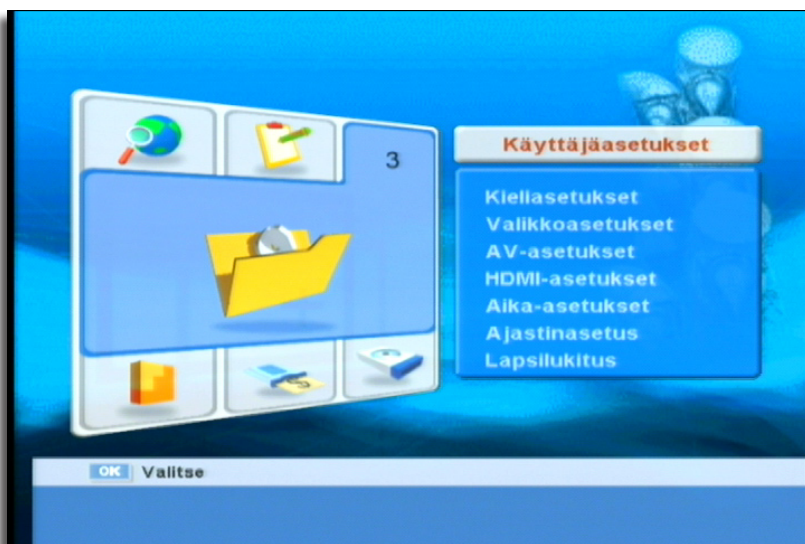 3
Käyttäjäasetukset
Kieliasetukset
Valikkoasetukset
AV-asetukset
HDMI-asetukset
Aika-asetukset
Ajastinasetus
Lapsilukitus
OK Valitse